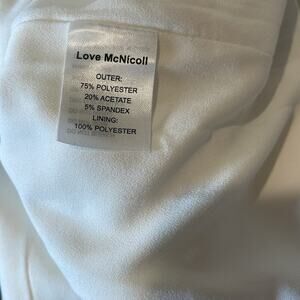 Love McNicoll
OUTER:
75% POLYESTER
20% ACETATE
5% SPANDEX
LINING:
100% POLYESTER